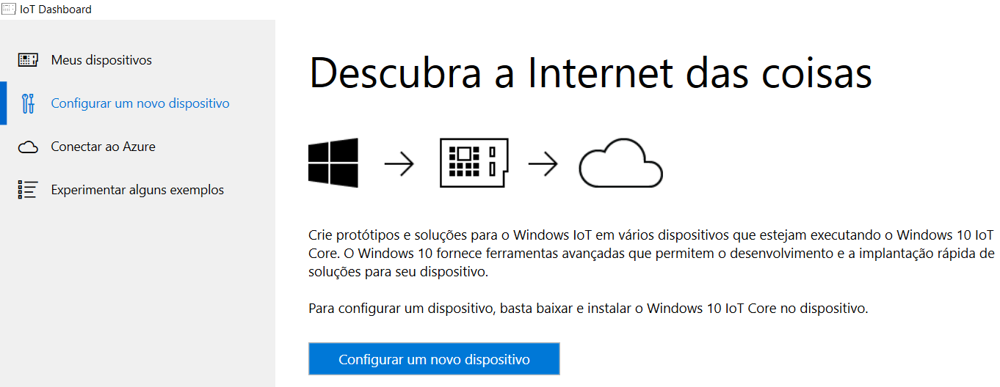 IoT Dashboard
Meus dispositivos
Configurar um novo dispositivo
Conectar ao Azure
Experimentar alguns exemplos
Descubra a Internet das coisas
Crie protótipos e soluções para o Windows IoT em vários dispositivos que estejam executando o Windows 10 IoT
Core. O Windows 10 fornece ferramentas avançadas que permitem o desenvolvimento e a implantação rápida de
soluções para seu dispositivo.
Para configurar um dispositivo, basta baixar e instalar o Windows 10 IoT Core no dispositivo.
Configurar um novo dispositivo